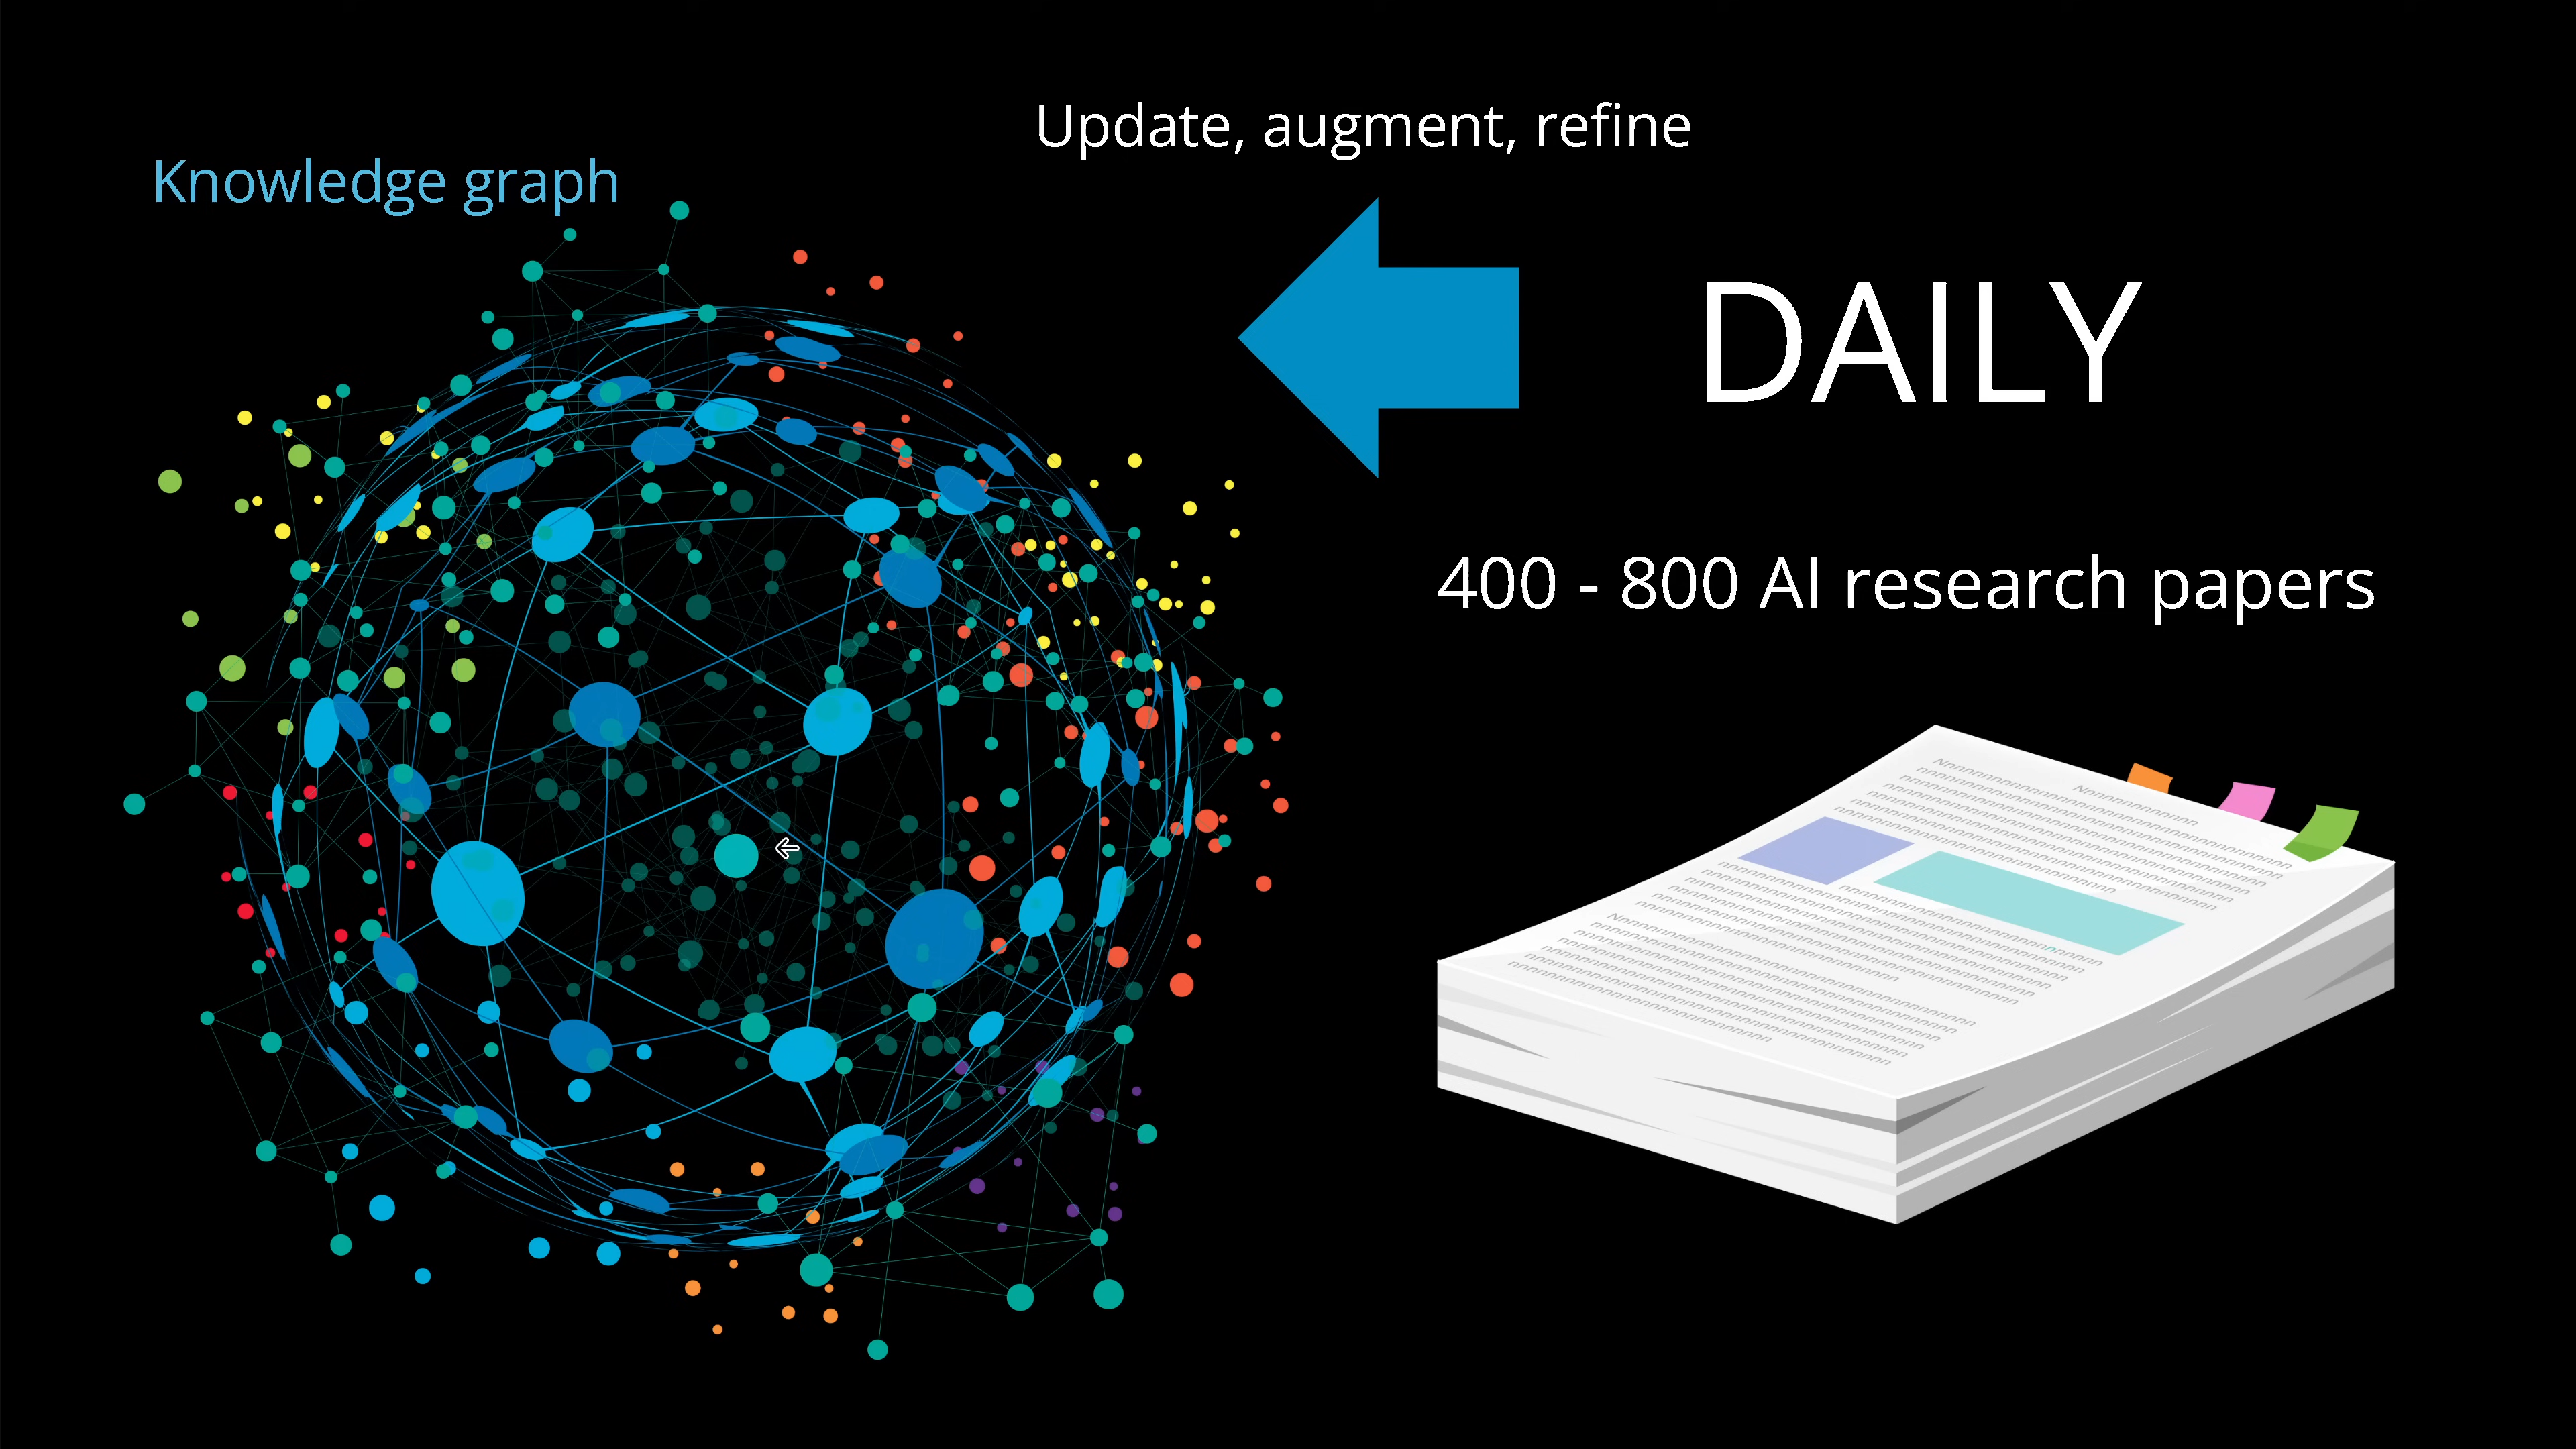 Update, augment, refine
Knowledge graph
DAILY
400 - 800 AI research papers